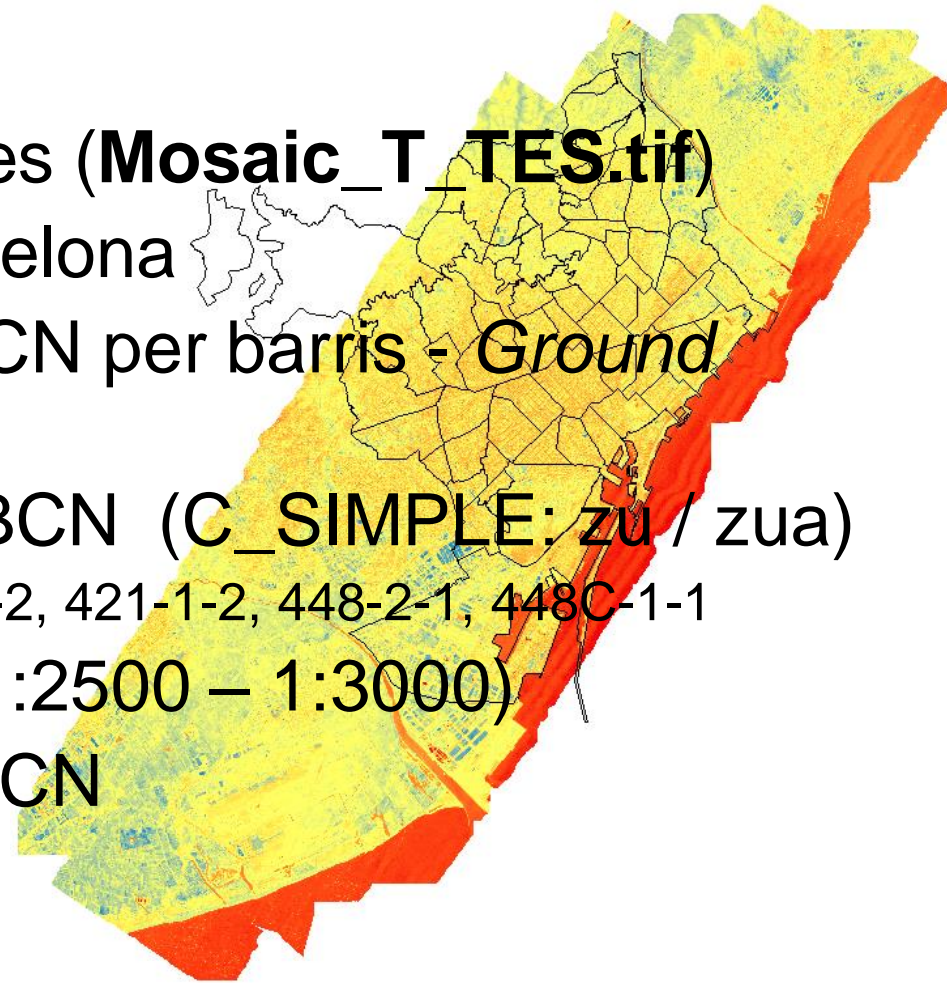 es (Mosaic_T_TES.tif)
elona
CN per barris - Ground
BCN (C_SIMPLE: zu / zua)
-2, 421-1-2, 448-2-1, 448C-1-1
:2500 – 1:3000)
CN